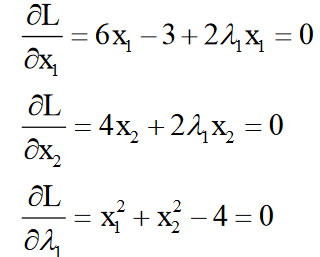 ∂L/∂x₁ = 6x₁ − 3 + 2λ₁x₁ = 0
∂L/∂x₂ = 4x₂ + 2λ₁x₂ = 0
∂L/∂λ₁ = x₁² + x₂² − 4 = 0